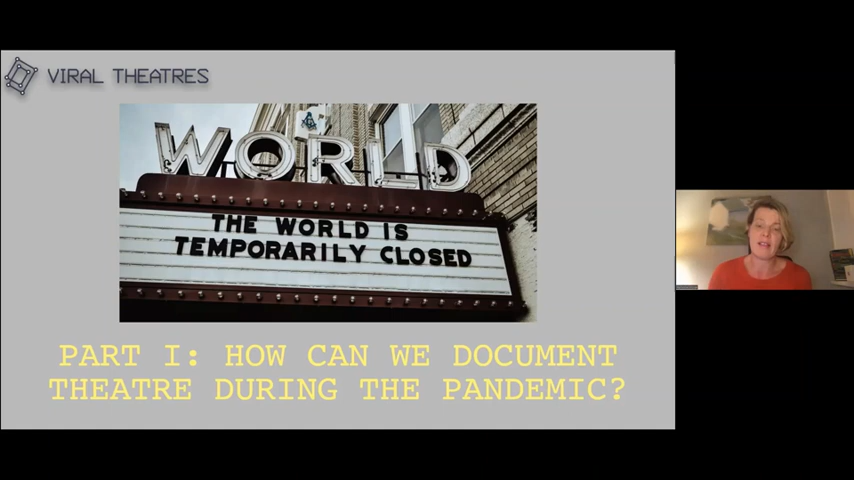 VIRAL THEATRES
WORLD
THE WORLD IS
TEMPORARILY CLOSED
PART I: HOW CAN WE DOCUMENT
THEATRE DURING THE PANDEMIC?